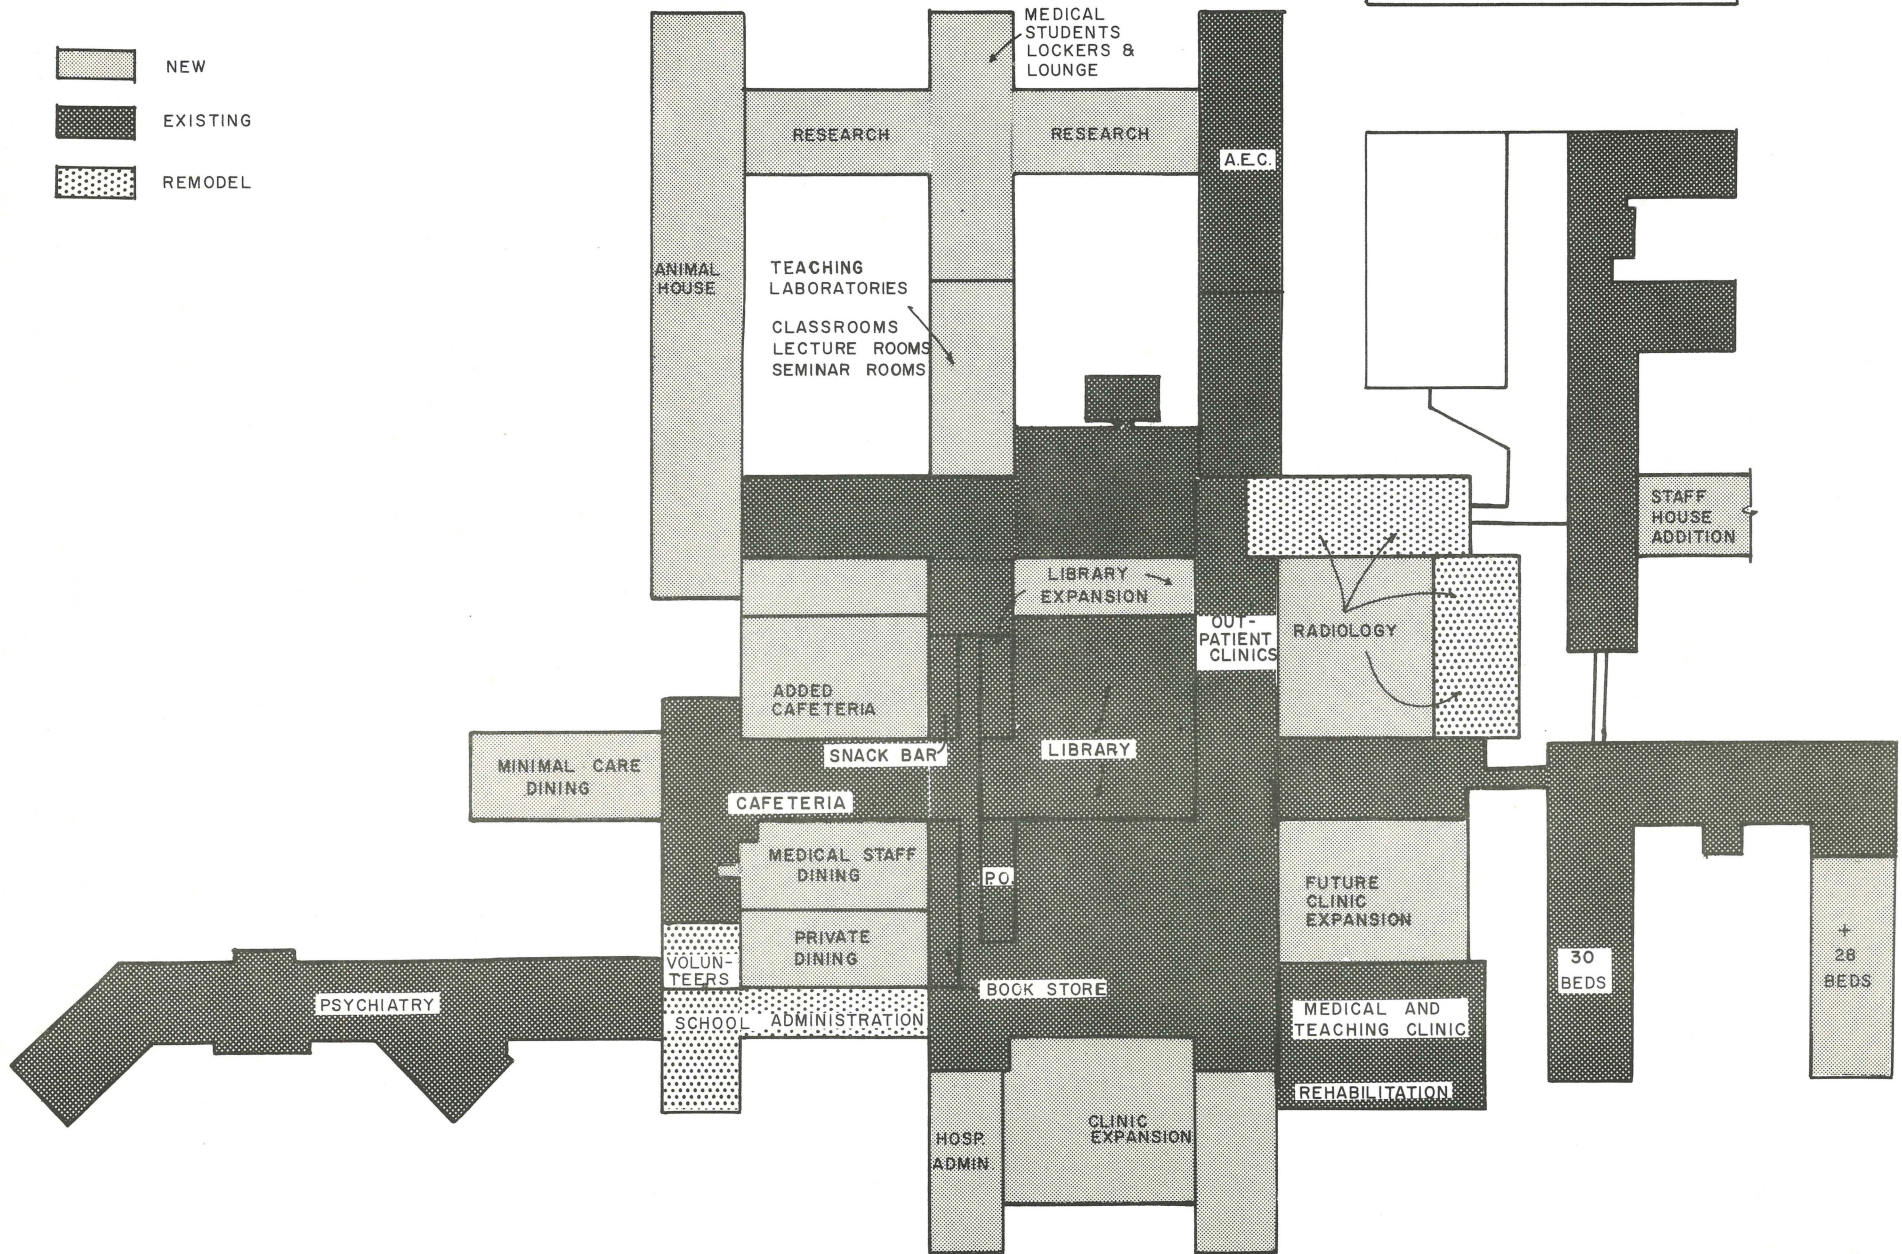 NEW
EXISTING
REMODEL
MEDICAL
STUDENTS
LOCKERS &
LOUNGE
RESEARCH
RESEARCH
A.E.C.
ANIMAL
HOUSE
TEACHING
LABORATORIES
CLASSROOMS
LECTURE ROOMS
SEMINAR ROOMS
STAFF
HOUSE
ADDITION
LIBRARY
EXPANSION
OUT-
PATIENT
CLINICS
RADIOLOGY
ADDED
CAFETERIA
SNACK BAR
LIBRARY
MINIMAL CARE
DINING
CAFETERIA
MEDICAL STAFF
DINING
P.O.
FUTURE
CLINIC
EXPANSION
PRIVATE
DINING
VOLUN-
TEERS
30
BEDS
+
28
BEDS
PSYCHIATRY
BOOK STORE
SCHOOL ADMINISTRATION
MEDICAL AND
TEACHING CLINIC
REHABILITATION
CLINIC
EXPANSION
HOSP.
ADMIN.